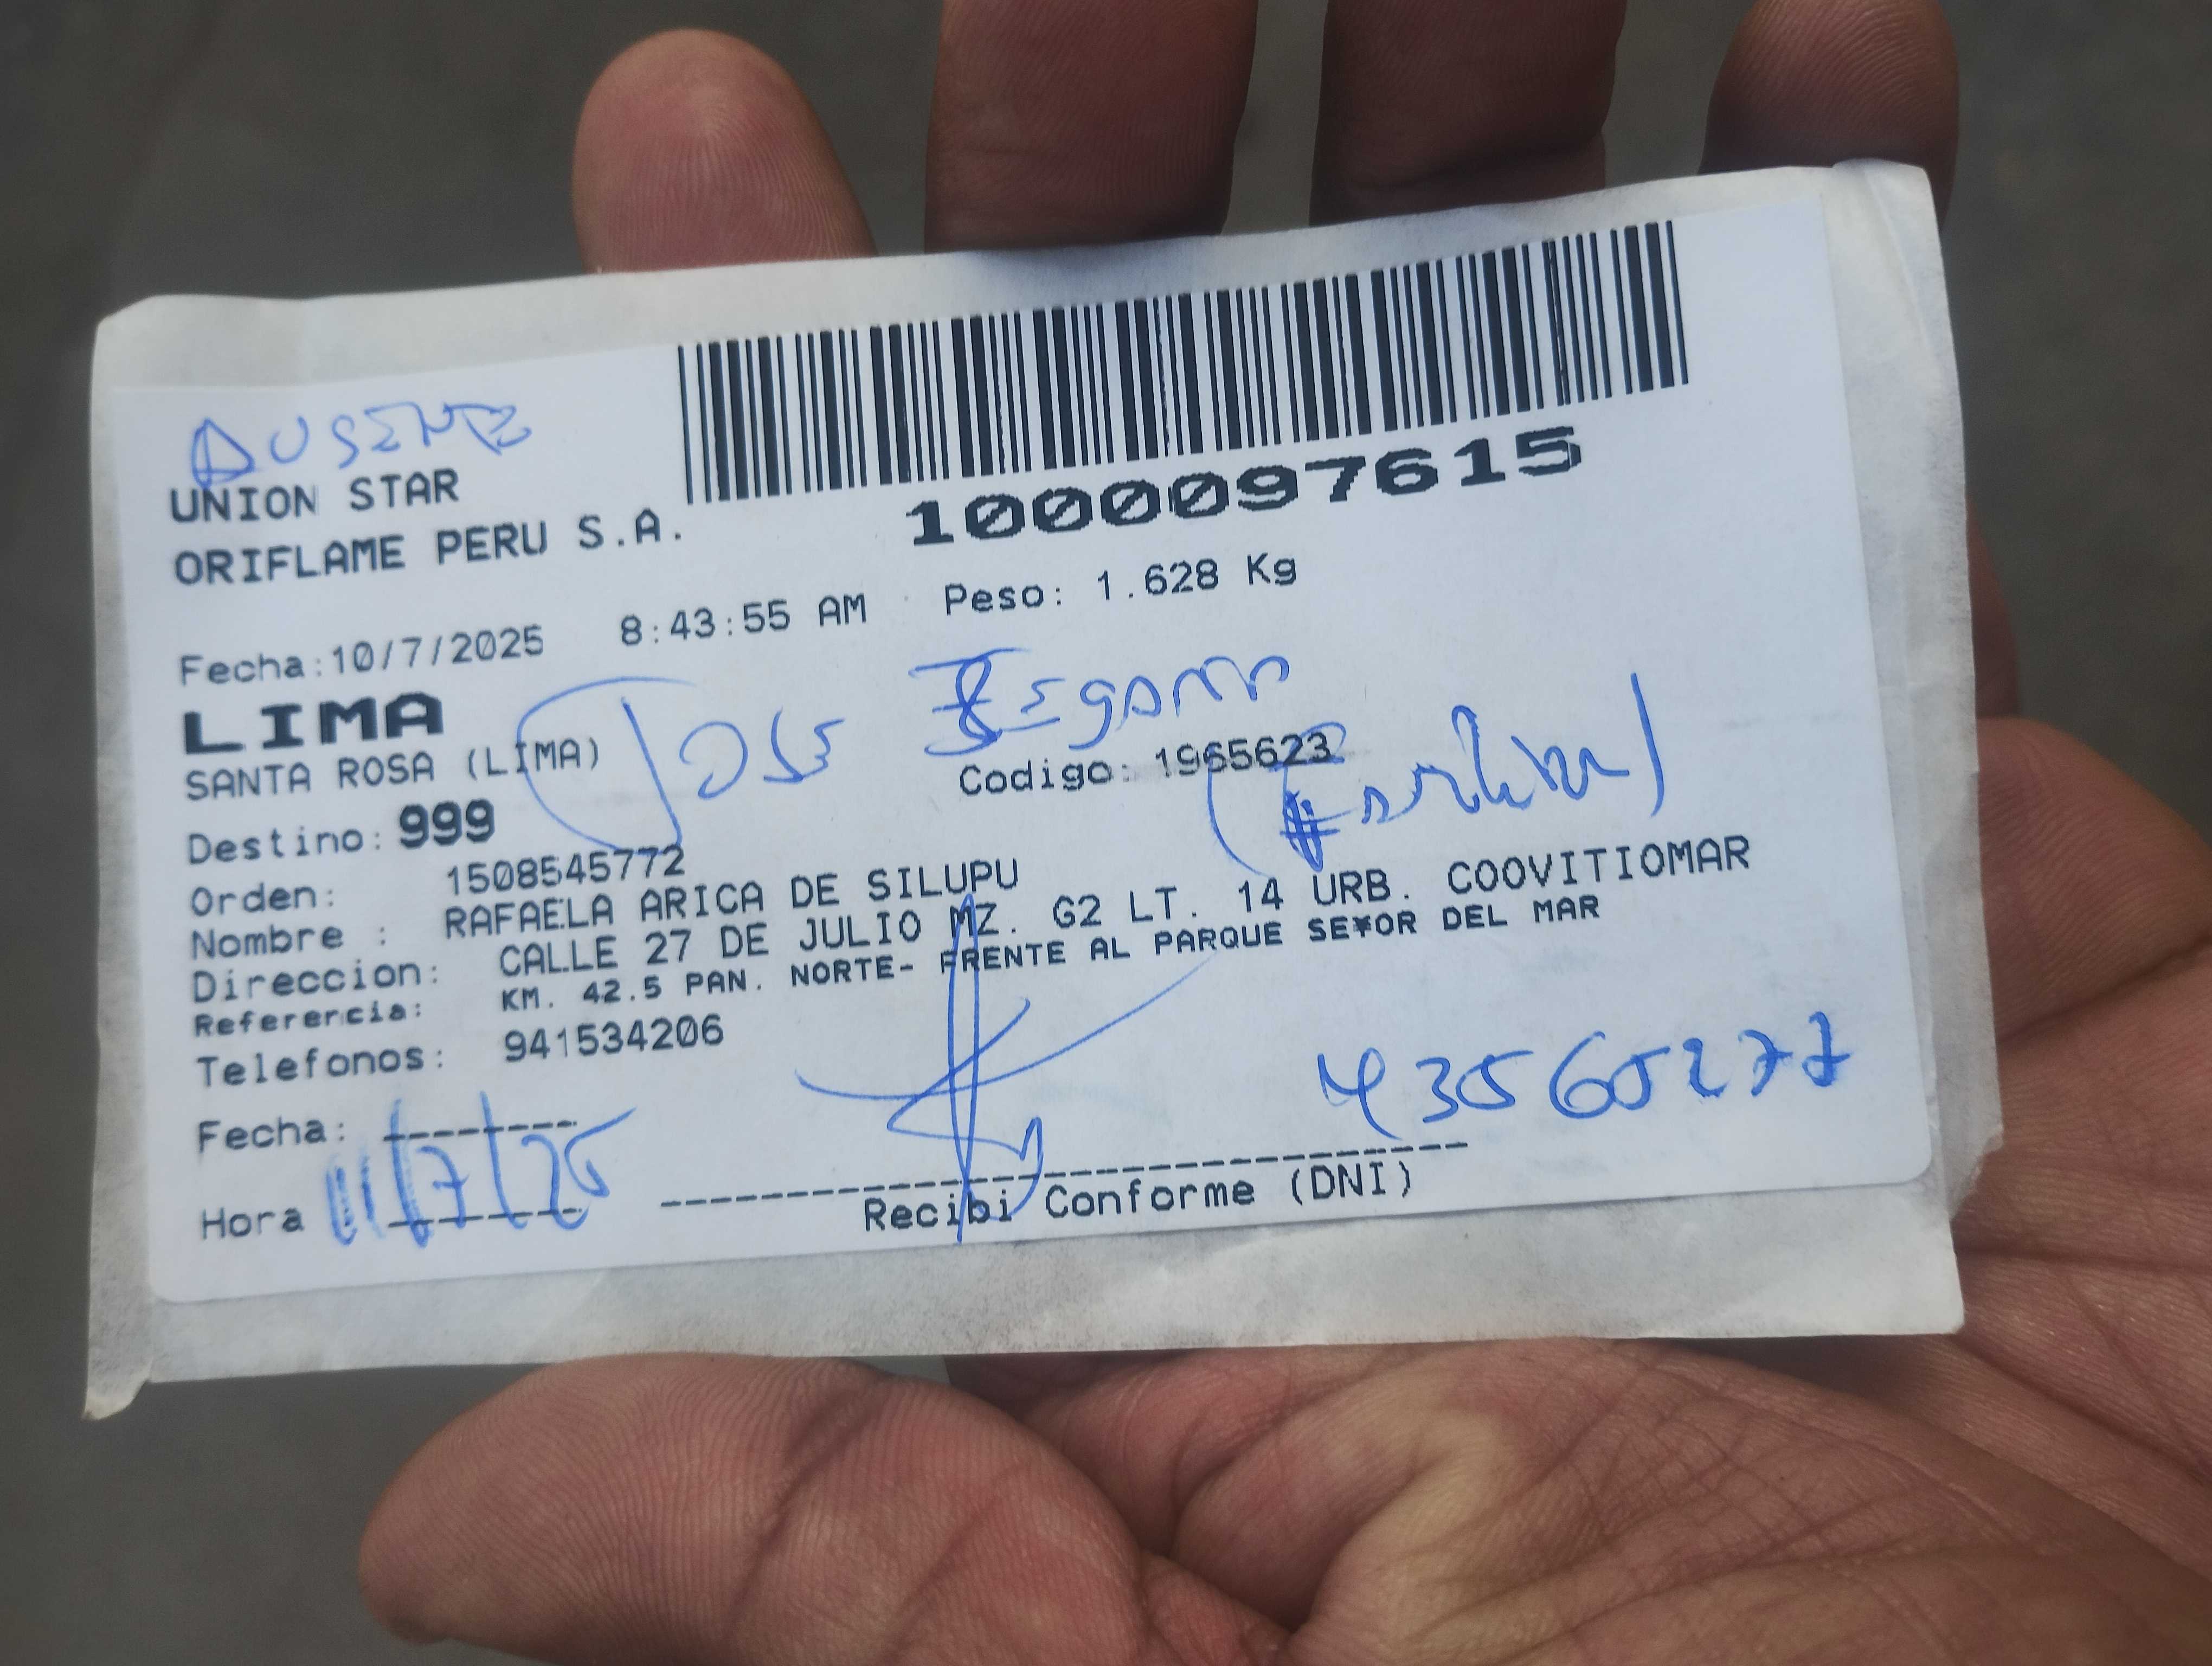 AUSENTE
UNION STAR
ORIFLAME PERU S.A.
1000097615
Fecha:10/7/2025 8:43:55 AM Peso: 1.628 Kg
LIMA
SANTA ROSA (LIMA) Jose
Codigo: 1965623
Destino: 999
Orden: 1508545772
Nombre : RAFAELA ARICA DE SILUPU
Direccion: CALLE 27 DE JULIO MZ. G2 LT. 14 URB. COOVITIOMAR
Referencia: KM. 42.5 PAN. NORTE- FRENTE AL PARQUE SE¥OR DEL MAR
Telefonos: 941534206
43565277
Fecha: 11/7/25
Hora
Recibi Conforme (DNI)